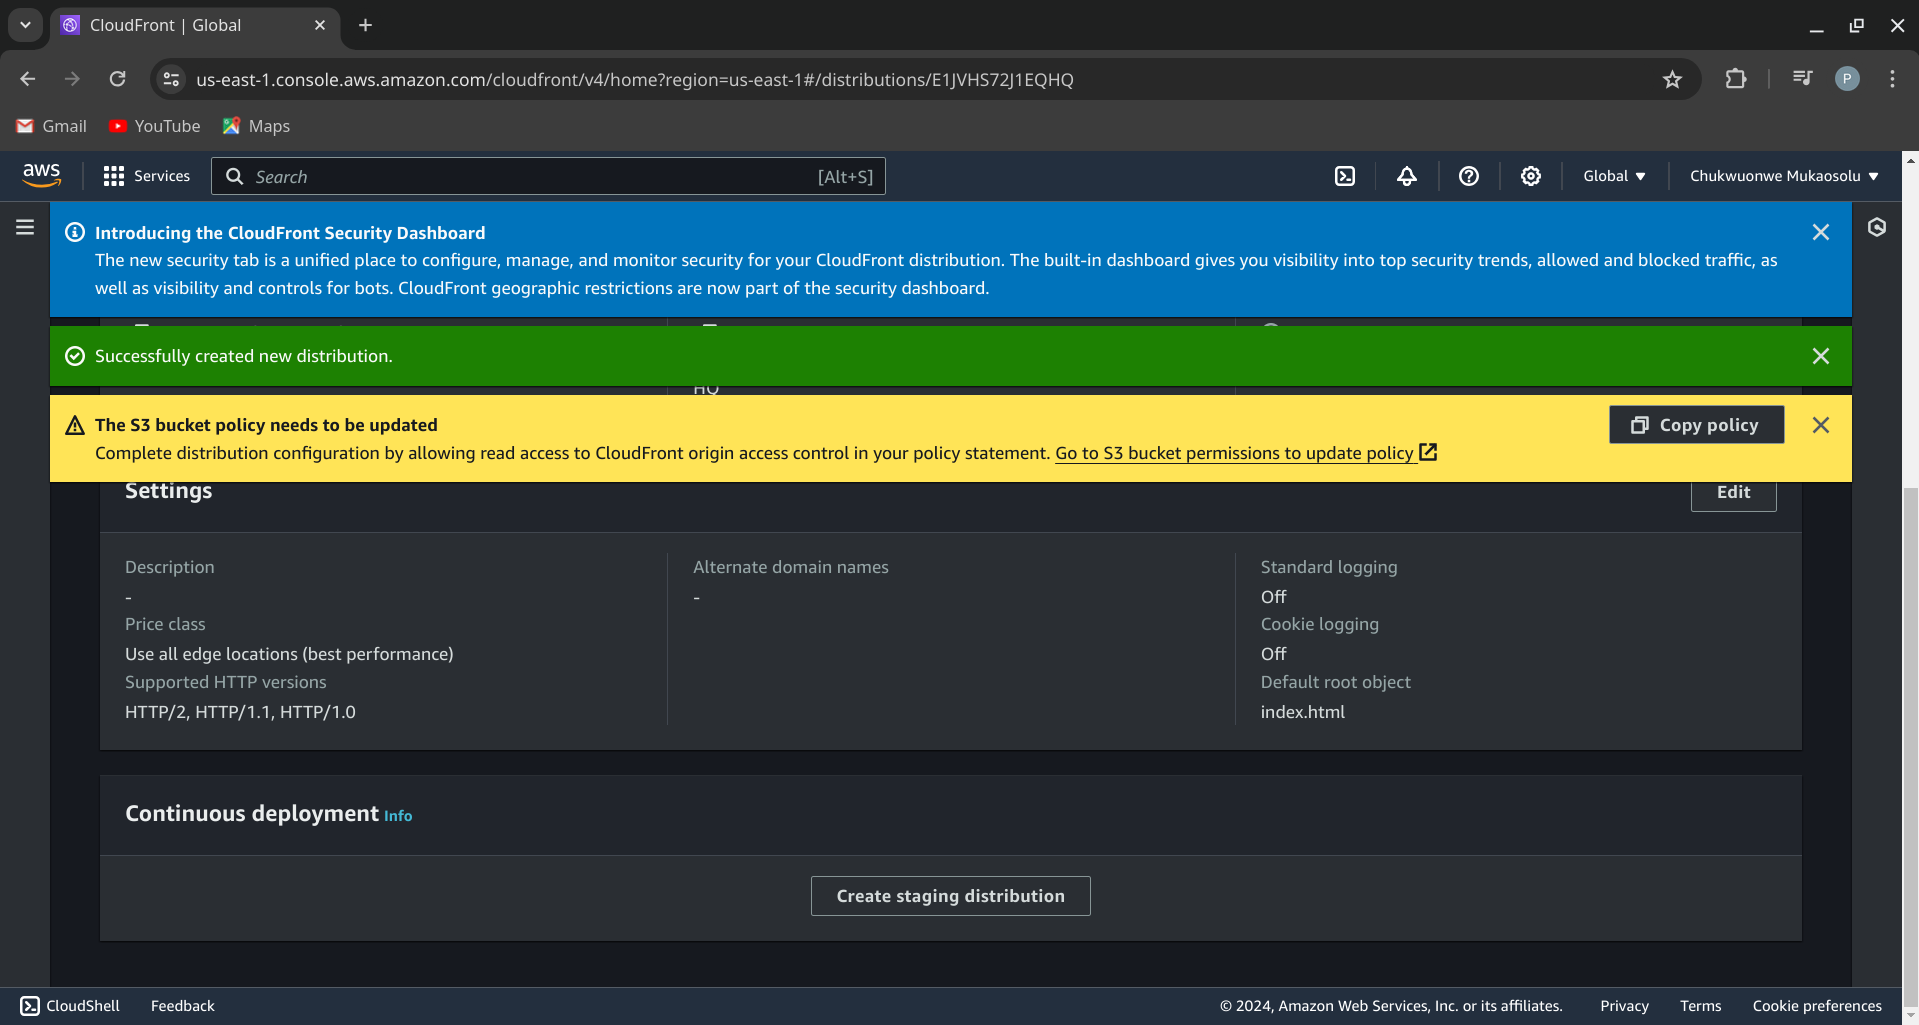 CloudFront | Global
us-east-1.console.aws.amazon.com/cloudfront/v4/home?region=us-east-1#/distributions/E1JVHS72J1EQHQ
P
Gmail YouTube Maps
aws Services Search [Alt+S] Global Chukwuonwe Mukaosolu
Introducing the CloudFront Security Dashboard
The new security tab is a unified place to configure, manage, and monitor security for your CloudFront distribution. The built-in dashboard gives you visibility into top security trends, allowed and blocked traffic, as
well as visibility and controls for bots. CloudFront geographic restrictions are now part of the security dashboard.
Successfully created new distribution.
HQ
The S3 bucket policy needs to be updated
Copy policy
Complete distribution configuration by allowing read access to CloudFront origin access control in your policy statement. Go to S3 bucket permissions to update policy
Settings
Edit
Description
-
Price class
Use all edge locations (best performance)
Supported HTTP versions
HTTP/2, HTTP/1.1, HTTP/1.0
Alternate domain names
-
Standard logging
Off
Cookie logging
Off
Default root object
index.html
Continuous deployment Info
Create staging distribution
CloudShell Feedback © 2024, Amazon Web Services, Inc. or its affiliates. Privacy Terms Cookie preferences